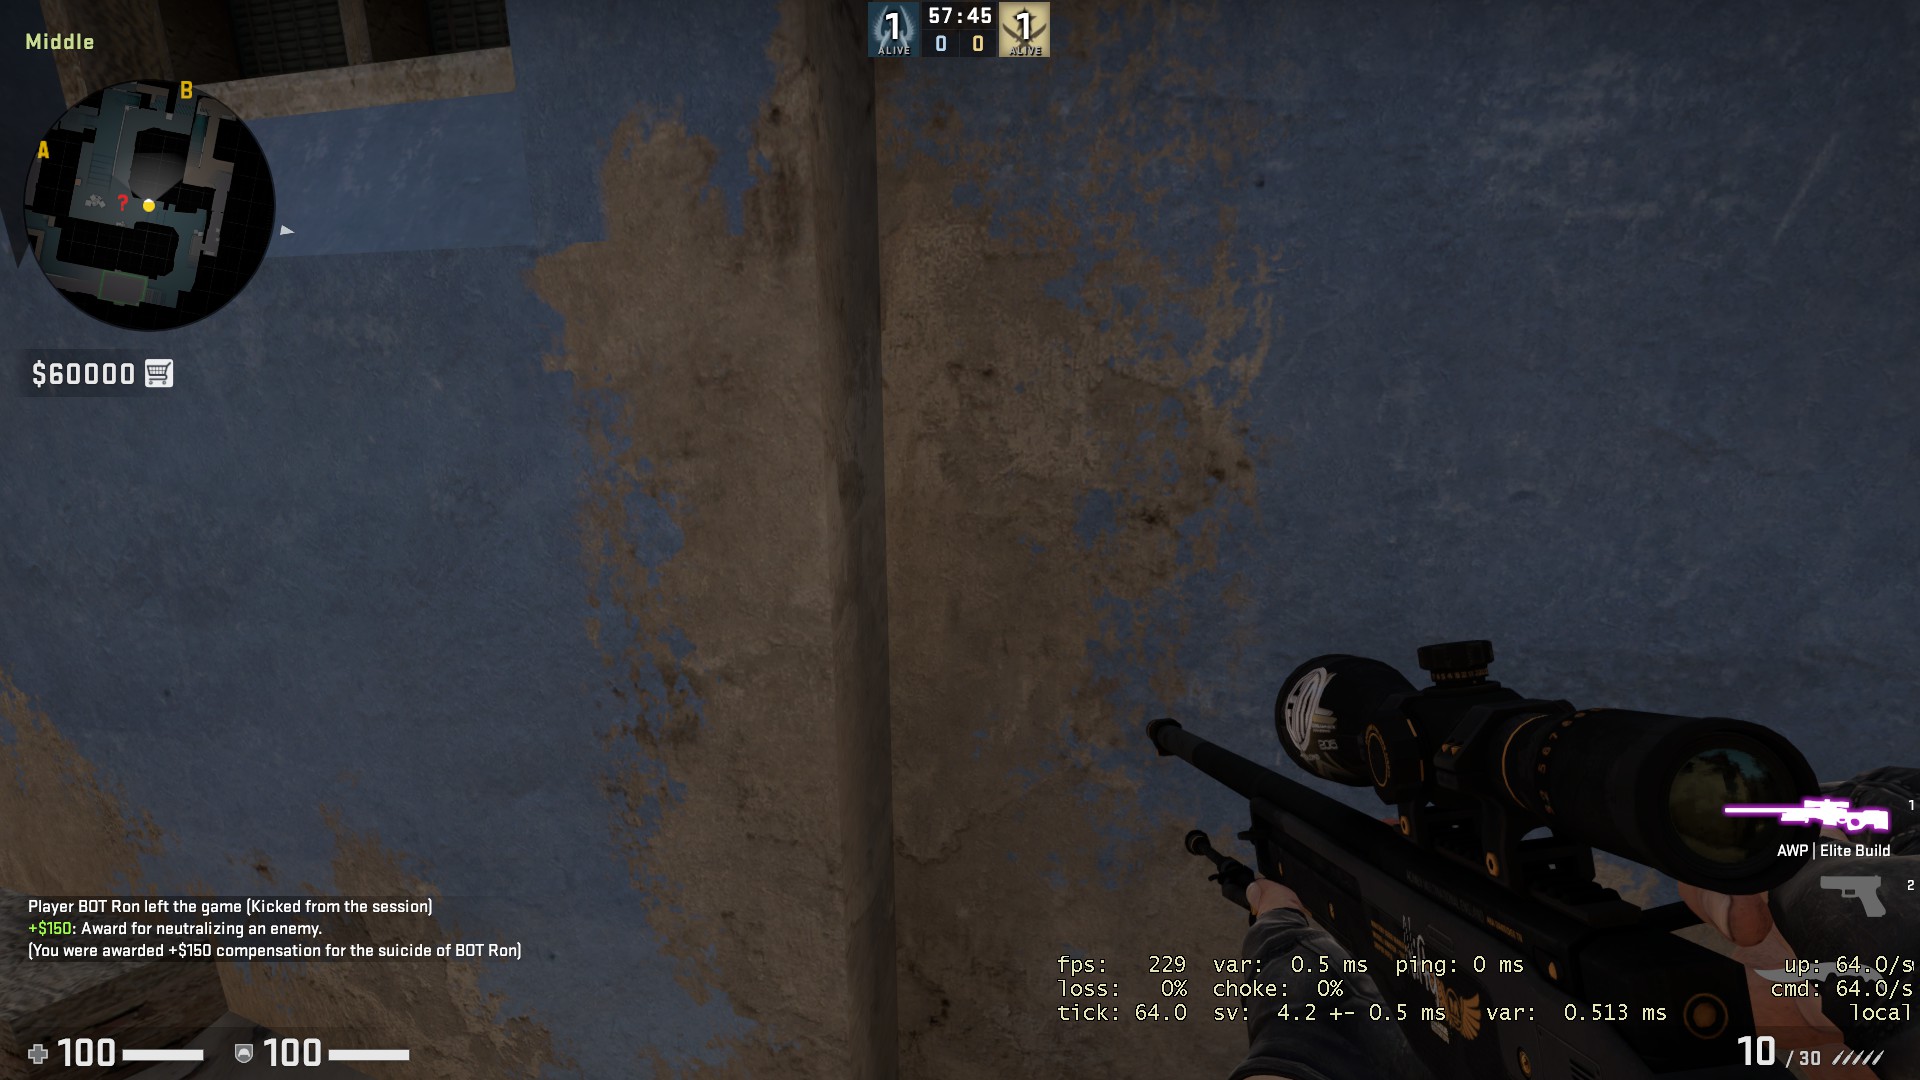 Middle
1
ALIVE
57:45
0 0
1
ALIVE
B
A
?
$60000
1
AWP | Elite Build
2
Player BOT Ron left the game (Kicked from the session)
+$150: Award for neutralizing an enemy.
(You were awarded +$150 compensation for the suicide of BOT Ron)
fps: 229 var: 0.5 ms ping: 0 ms up: 64.0/s
loss: 0% choke: 0% cmd: 64.0/s
tick: 64.0 sv: 4.2 +- 0.5 ms var: 0.513 ms local
100 100
10 / 30